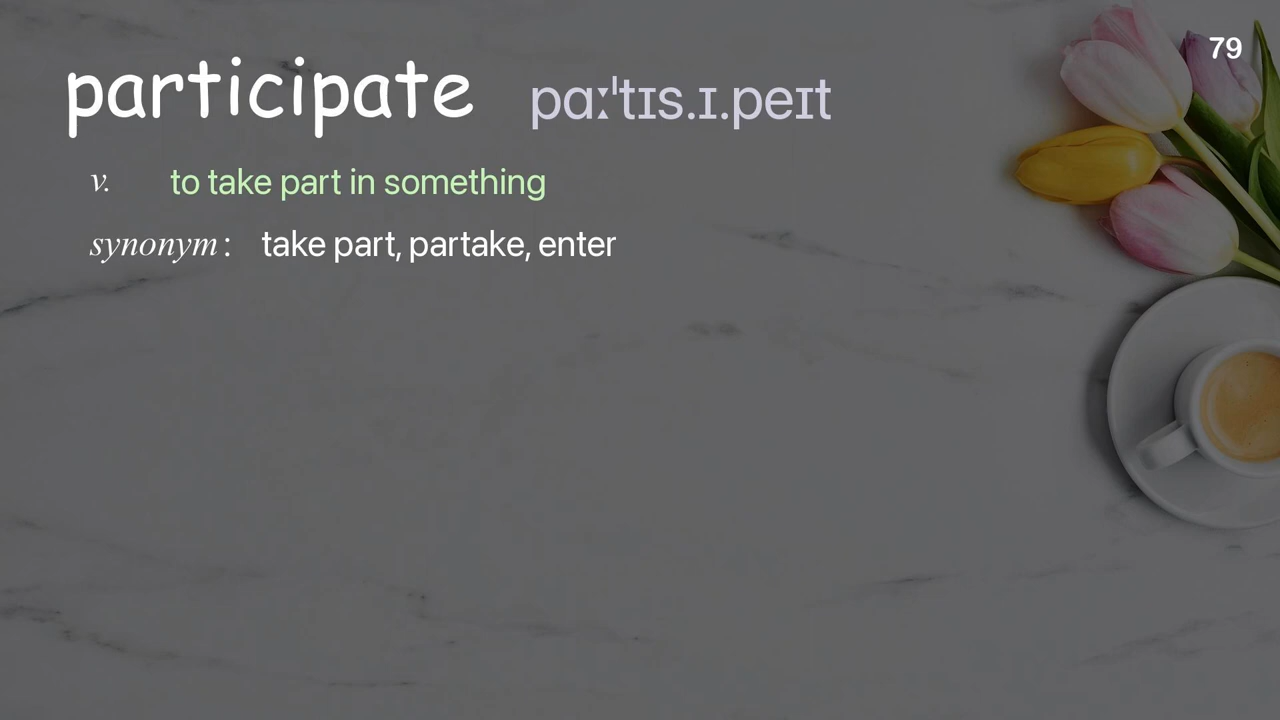 79
participate pɑːˈtɪs.ɪ.peɪt
v. to take part in something
synonym : take part, partake, enter